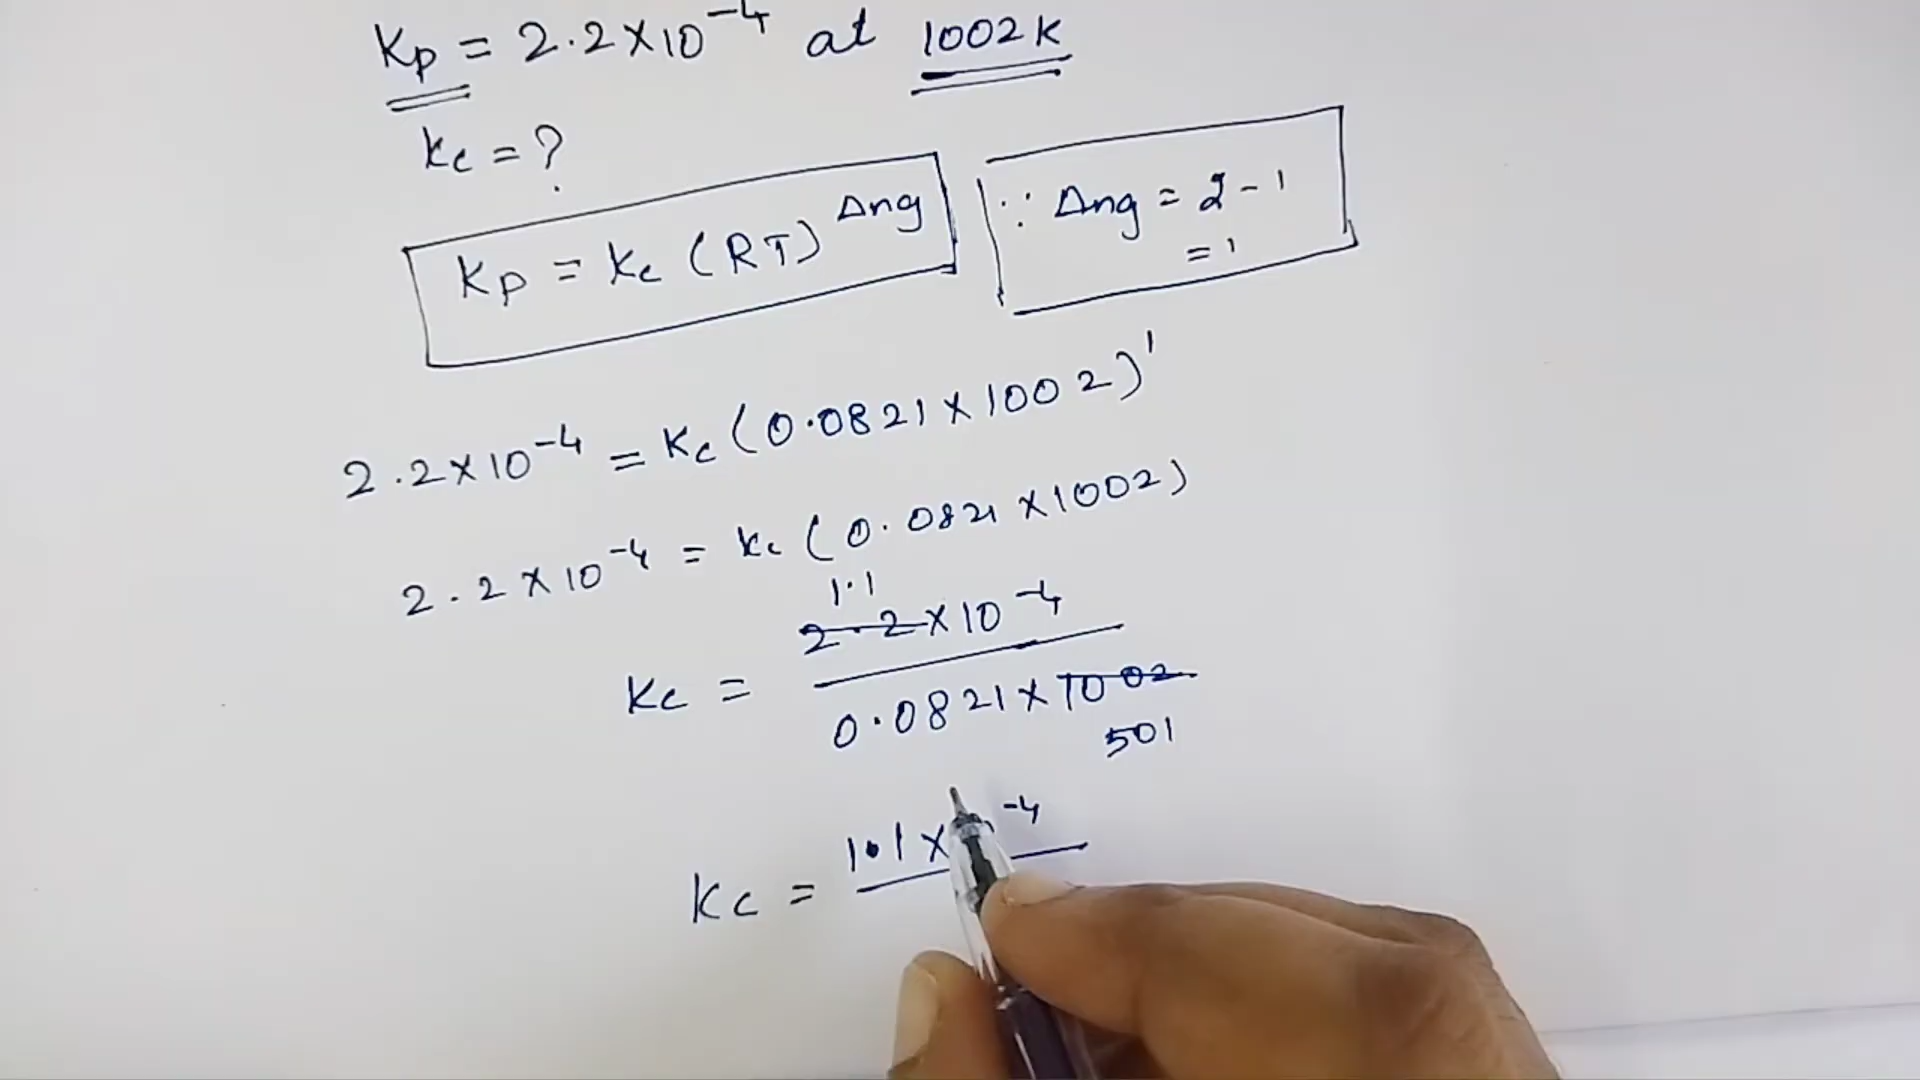 Kp = 2.2×10⁻⁴ at 1002K
Kc = ?
Kp = Kc (RT)^Δng
∵ Δng = 2 - 1
= 1
2.2×10⁻⁴ = Kc (0.0821×1002)¹
2.2×10⁻⁴ = Kc (0.0821×1002)
1.1
2.2×10⁻⁴
Kc =
0.0821×1002
501
1.1× ⁻⁴
Kc =